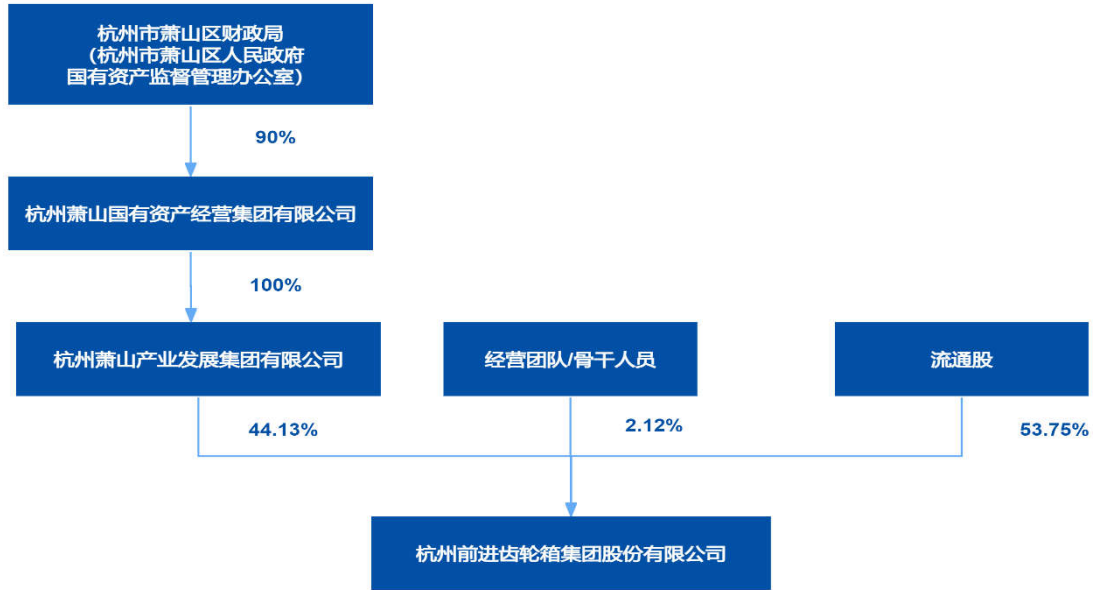 杭州市萧山区财政局
（杭州市萧山区人民政府
国有资产监督管理办公室）
90%
杭州萧山国有资产经营集团有限公司
100%
杭州萧山产业发展集团有限公司
经营团队/骨干人员
流通股
44.13%
2.12%
53.75%
杭州前进齿轮箱集团股份有限公司